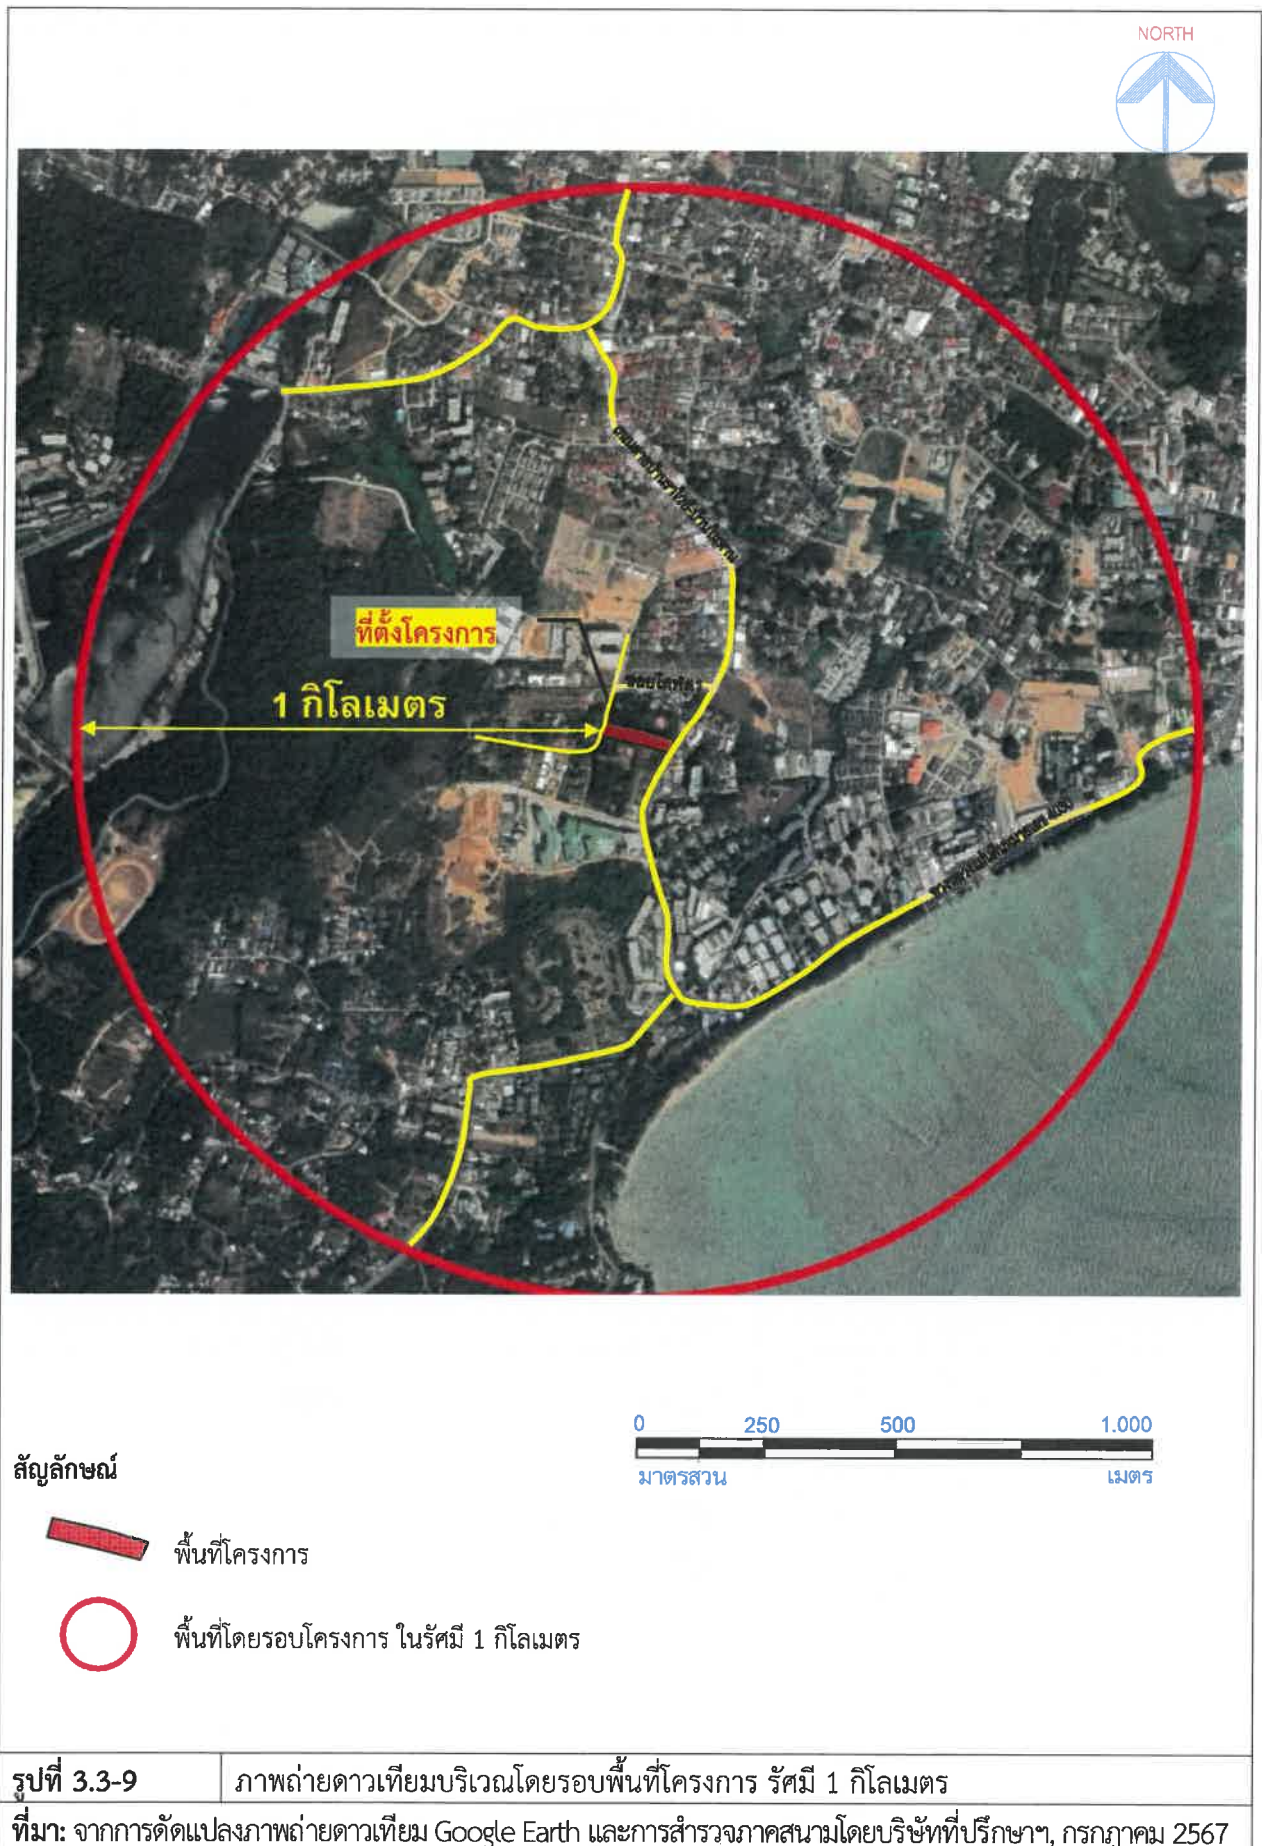 NORTH
ที่ตั้งโครงการ
1 กิโลเมตร
0 250 500 1.000
มาตรส่วน เมตร
สัญลักษณ์
พื้นที่โครงการ
พื้นที่โดยรอบโครงการ ในรัศมี 1 กิโลเมตร
รูปที่ 3.3-9 ภาพถ่ายดาวเทียมบริเวณโดยรอบพื้นที่โครงการ รัศมี 1 กิโลเมตร
ที่มา: จากการดัดแปลงภาพถ่ายดาวเทียม Google Earth และการสำรวจภาคสนามโดยบริษัทที่ปรึกษาฯ, กรกฎาคม 2567